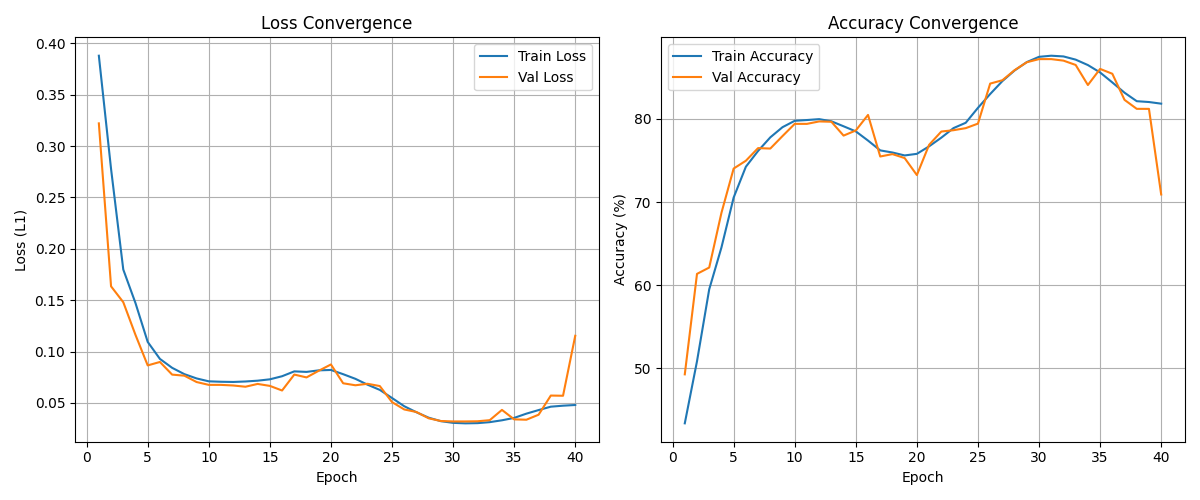 Loss Convergence
0.40
0.35
0.30
0.25
0.20
0.15
0.10
0.05
Loss (L1)
Train Loss
Val Loss
0 5 10 15 20 25 30 35 40
Epoch
Accuracy Convergence
80
70
60
50
Accuracy (%)
Train Accuracy
Val Accuracy
0 5 10 15 20 25 30 35 40
Epoch